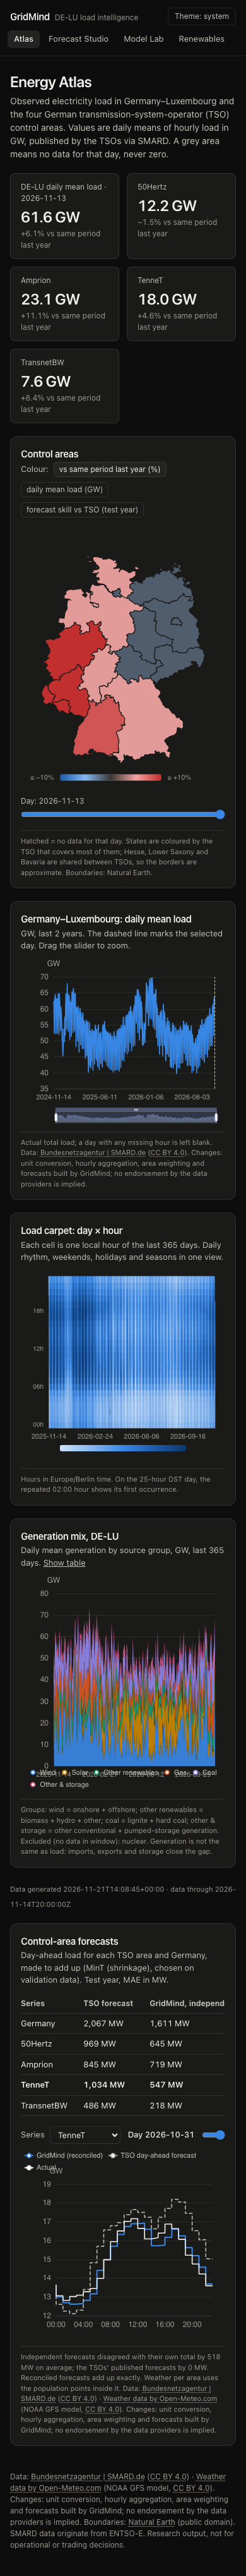 GridMind DE-LU load intelligence
Theme: system
Atlas Forecast Studio Model Lab Renewables
Energy Atlas
Observed electricity load in Germany–Luxembourg and
the four German transmission-system-operator (TSO)
control areas. Values are daily means of hourly load in
GW, published by the TSOs via SMARD. A grey area
means no data for that day, never zero.
DE-LU daily mean load ·
2026-11-13
61.6 GW
+6.1% vs same period
last year
50Hertz
12.2 GW
−1.5% vs same period
last year
Amprion
23.1 GW
+11.1% vs same period
last year
TenneT
18.0 GW
+4.6% vs same period
last year
TransnetBW
7.6 GW
+8.4% vs same period
last year
Control areas
Colour: vs same period last year (%)
daily mean load (GW)
forecast skill vs TSO (test year)
≤ −10% ≥ +10%
Day: 2026-11-13
Hatched = no data for that day. States are coloured by the
TSO that covers most of them; Hesse, Lower Saxony and
Bavaria are shared between TSOs, so the borders are
approximate. Boundaries: Natural Earth.
Germany–Luxembourg: daily mean load
GW, last 2 years. The dashed line marks the selected
day. Drag the slider to zoom.
GW
70
65
60
55
50
45
40
35
2024-11-14 2025-06-11 2026-01-06 2026-08-03
Actual total load; a day with any missing hour is left blank.
Data: Bundesnetzagentur | SMARD.de (CC BY 4.0). Changes:
unit conversion, hourly aggregation, area weighting and
forecasts built by GridMind; no endorsement by the data
providers is implied.
Load carpet: day × hour
Each cell is one local hour of the last 365 days. Daily
rhythm, weekends, holidays and seasons in one view.
18h
12h
06h
00h
2025-11-14 2026-02-24 2026-06-06 2026-09-16
Hours in Europe/Berlin time. On the 25-hour DST day, the
repeated 02:00 hour shows its first occurrence.
Generation mix, DE-LU
Daily mean generation by source group, GW, last 365
days. Show table
GW
80
70
60
50
40
30
20
10
0
Wind Solar Other renewables Gas Coal
Other & storage
Groups: wind = onshore + offshore; other renewables =
biomass + hydro + other; coal = lignite + hard coal; other &
storage = other conventional + pumped-storage generation.
Excluded (no data in window): nuclear. Generation is not the
same as load: imports, exports and storage close the gap.
Data generated 2026-11-21T14:08:45+00:00 · data through 2026-
11-14T20:00:00Z
Control-area forecasts
Day-ahead load for each TSO area and Germany,
made to add up (MinT (shrinkage), chosen on
validation data). Test year, MAE in MW.
Series TSO forecast GridMind, independ
Germany 2,067 MW 1,611 MW
50Hertz 969 MW 645 MW
Amprion 845 MW 719 MW
TenneT 1,034 MW 547 MW
TransnetBW 486 MW 218 MW
Series TenneT Day 2026-10-31
GridMind (reconciled) TSO day-ahead forecast
Actual
GW
19
18
17
16
15
14
13
12
00:00 04:00 08:00 12:00 16:00 20:00
Independent forecasts disagreed with their own total by 518
MW on average; the TSOs' published forecasts by 0 MW.
Reconciled forecasts add up exactly. Weather per area uses
the population points inside it. Data: Bundesnetzagentur |
SMARD.de (CC BY 4.0) · Weather data by Open-Meteo.com
(NOAA GFS model, CC BY 4.0). Changes: unit conversion,
hourly aggregation, area weighting and forecasts built by
GridMind; no endorsement by the data providers is implied.
Data: Bundesnetzagentur | SMARD.de (CC BY 4.0) · Weather
data by Open-Meteo.com (NOAA GFS model, CC BY 4.0).
Changes: unit conversion, hourly aggregation, area weighting
and forecasts built by GridMind; no endorsement by the data
providers is implied. Boundaries: Natural Earth (public domain).
SMARD data originate from ENTSO-E. Research output, not for
operational or trading decisions.